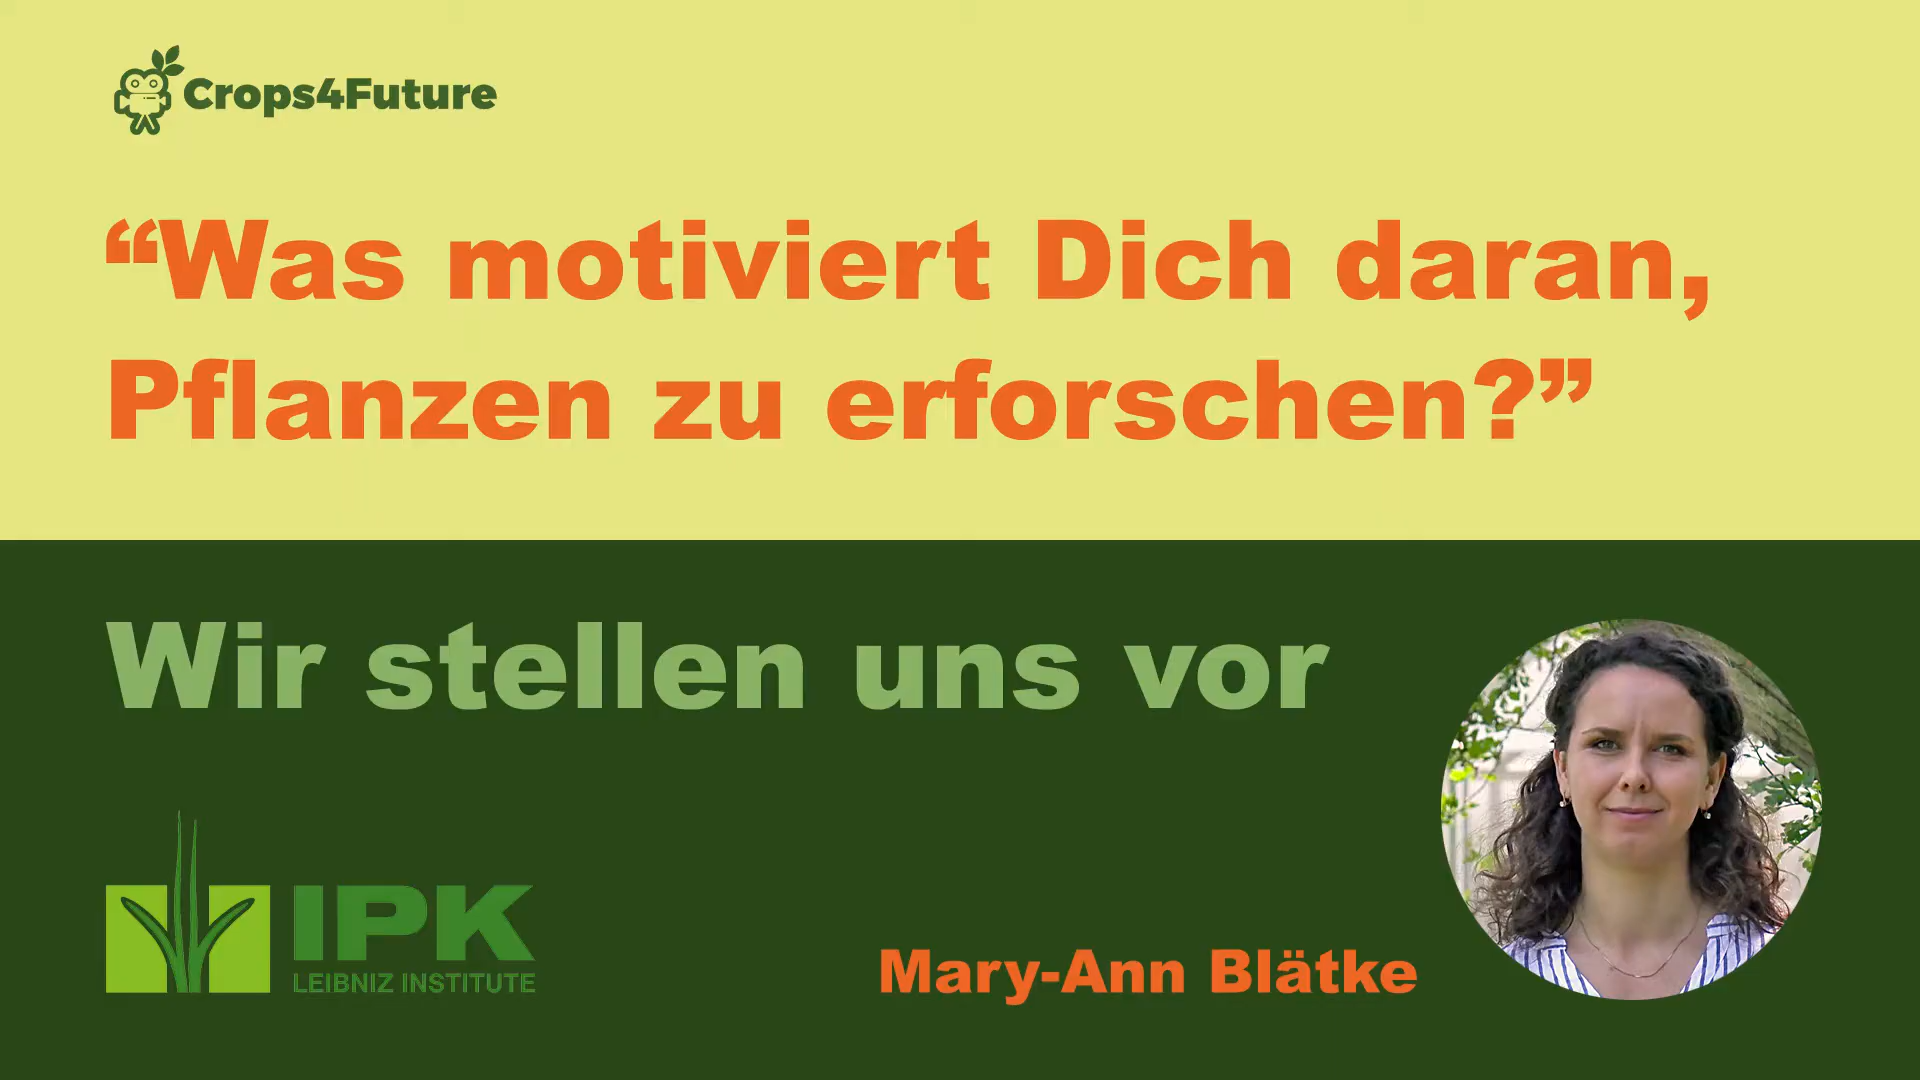 Crops4Future
“Was motiviert Dich daran,
Pflanzen zu erforschen?”
Wir stellen uns vor
IPK
LEIBNIZ INSTITUTE
Mary-Ann Blätke